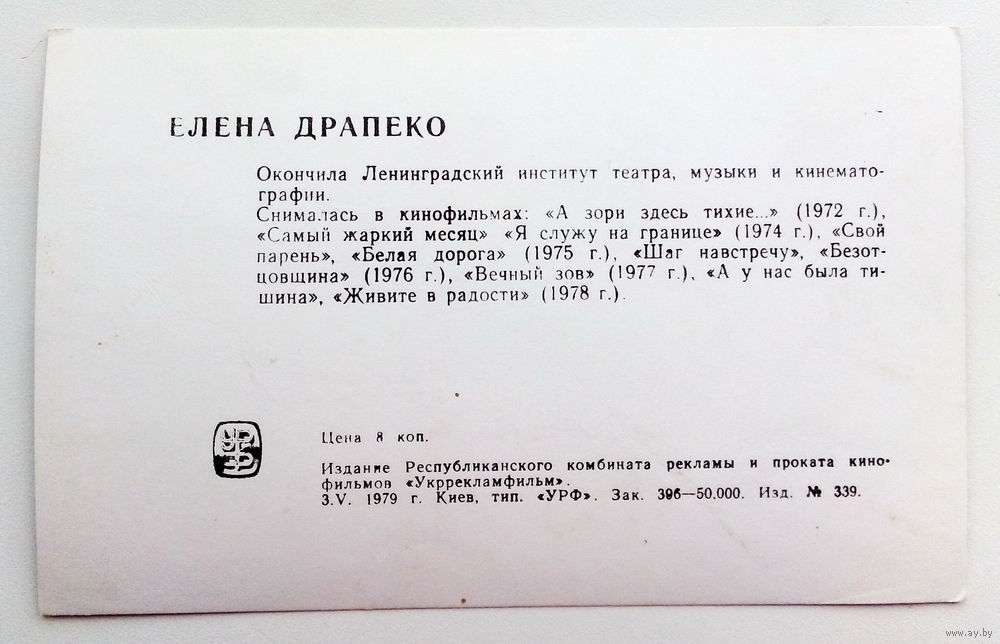 ЕЛЕНА ДРАПЕКО
Окончила Ленинградский институт театра, музыки и кинемато-
графии.
Снималась в кинофильмах: «А зори здесь тихие...» (1972 г.),
«Самый жаркий месяц» «Я служу на границе» (1974 г.), «Свой
парень», «Белая дорога» (1975 г.), «Шаг навстречу», «Безот-
цовщина» (1976 г.), «Вечный зов» (1977 г.), «А у нас была ти-
шина», «Живите в радости» (1978 г.).
Цена 8 коп.
Издание Республиканского комбината рекламы и проката кино-
фильмов «Укррекламфильм».
3.V. 1979 г. Киев, тип. «УРФ». Зак. 396—50.000. Изд. № 339.
www.ay.by